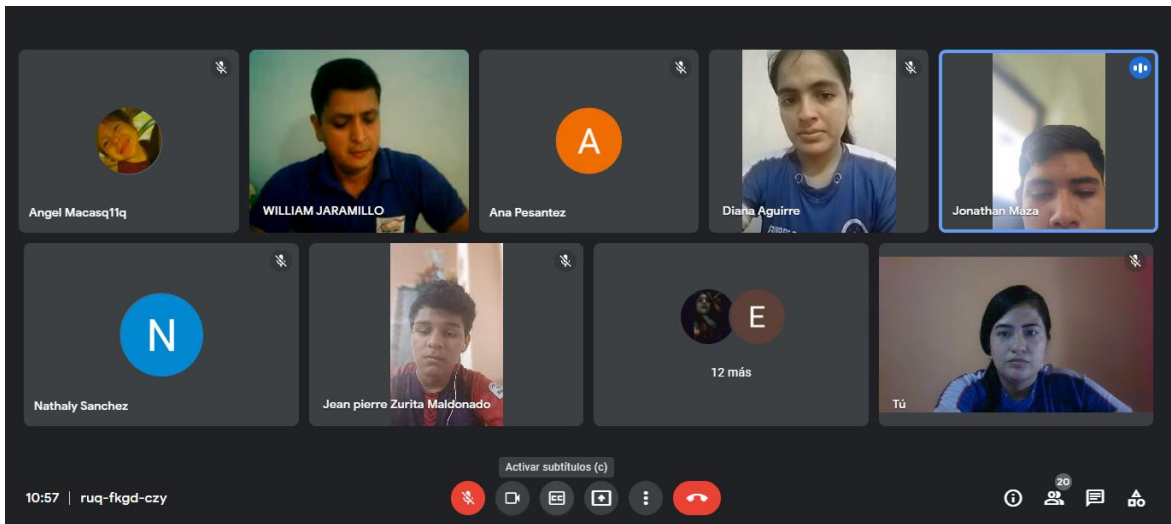 Angel Macasq11q
WILLIAM JARAMILLO
A
Ana Pesantez
Diana Aguirre
Jonathan Maza
N
Nathaly Sanchez
Jean pierre Zurita Maldonado
E
12 más
Tú
Activar subtítulos (c)
10:57 | ruq-fkgd-czy
CC
20